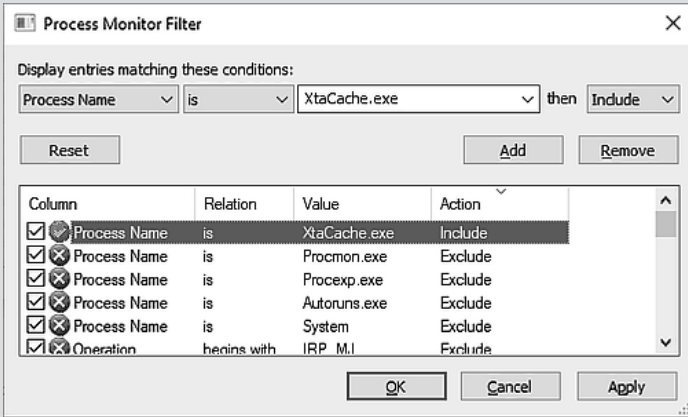 Process Monitor Filter
Display entries matching these conditions:
Process Name is XtaCache.exe then Include
Reset Add Remove
Column Relation Value Action
Process Name is XtaCache.exe Include
Process Name is Procmon.exe Exclude
Process Name is Procexp.exe Exclude
Process Name is Autoruns.exe Exclude
Process Name is System Exclude
Operation begins with IRP_MJ Exclude
OK Cancel Apply